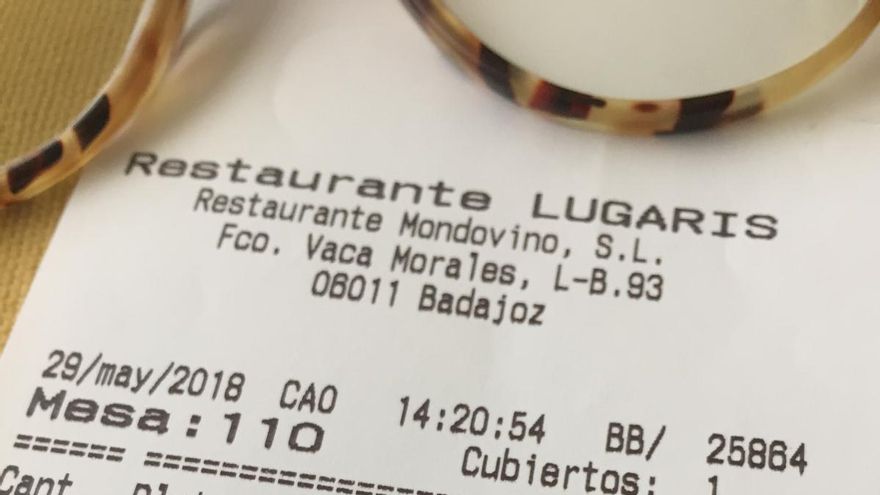 Restaurante LUGARIS
Restaurante Mondovino, S.L.
Fco. Vaca Morales, L-B.93
06011 Badajoz
29/may/2018 CAO 14:20:54 BB/ 25864
Mesa:110 Cubiertos: 1
====== ==================
Cant